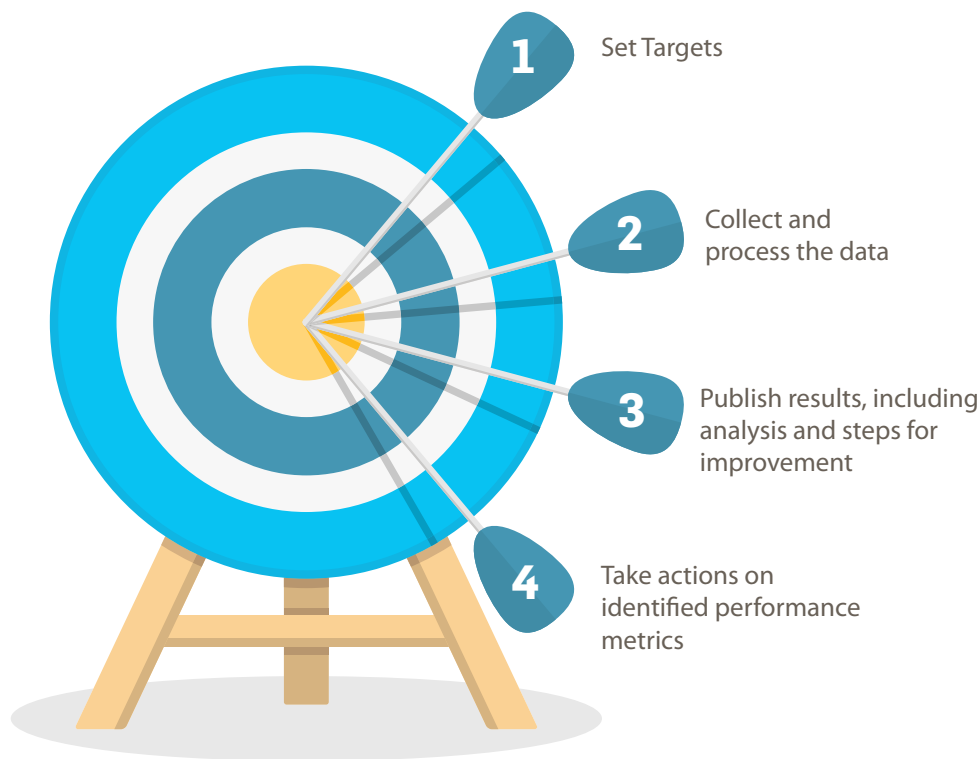 1
Set Targets
2
Collect and
process the data
3
Publish results, including
analysis and steps for
improvement
4
Take actions on
identified performance
metrics